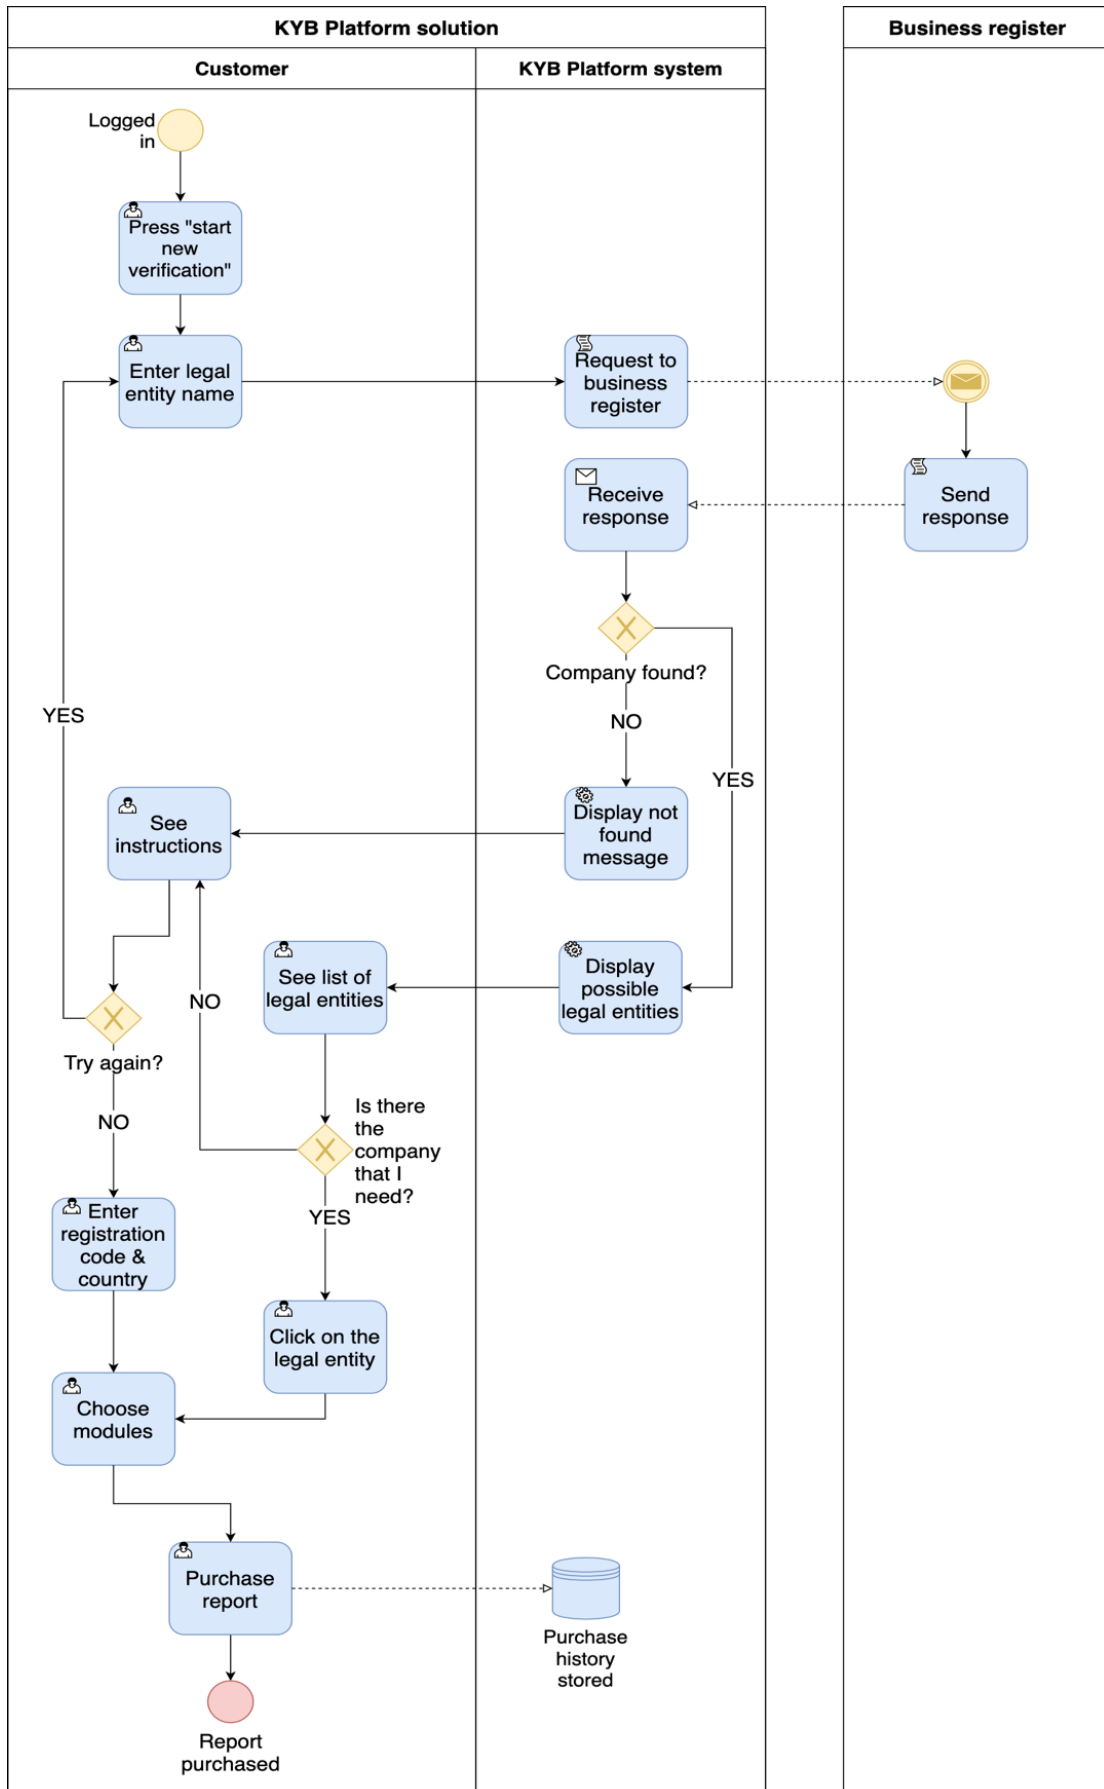 KYB Platform solution
Business register
Customer
KYB Platform system
Logged
in
Press "start
new
verification"
Enter legal
entity name
Request to
business
register
Receive
response
Send
response
Company found?
YES
NO
YES
See
instructions
Display not
found
message
See list of
legal entities
Display
possible
legal entities
NO
Try again?
NO
Is there
the
company
that I
need?
YES
Enter
registration
code &
country
Click on the
legal entity
Choose
modules
Purchase
report
Purchase
history
stored
Report
purchased